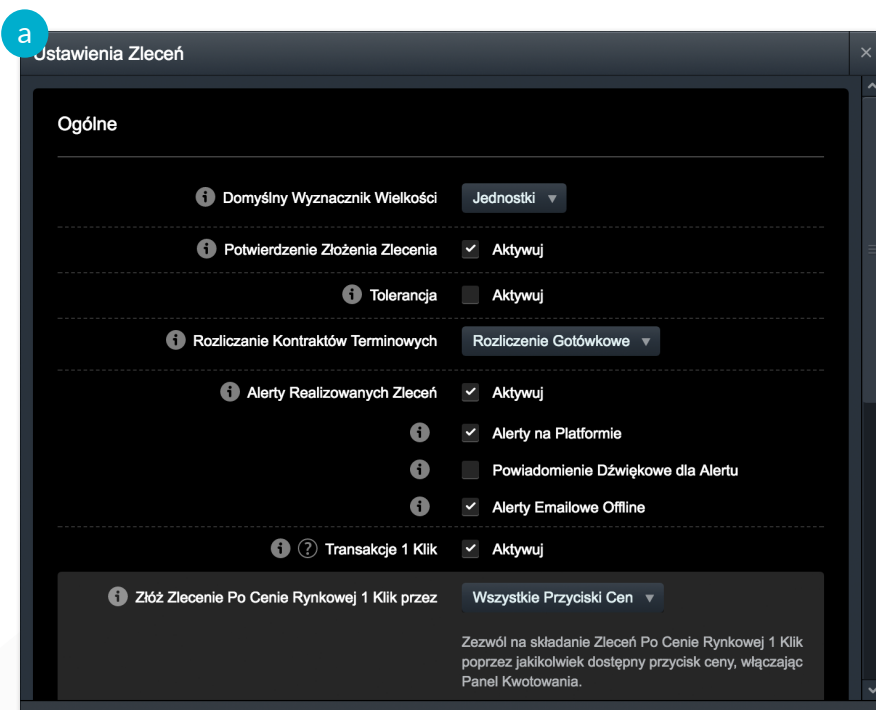 a
Ustawienia Zleceń
Ogólne
Domyślny Wyznacznik Wielkości Jednostki
Potwierdzenie Złożenia Zlecenia Aktywuj
Tolerancja Aktywuj
Rozliczanie Kontraktów Terminowych Rozliczenie Gotówkowe
Alerty Realizowanych Zleceń Aktywuj
Alerty na Platformie
Powiadomienie Dźwiękowe dla Alertu
Alerty Emailowe Offline
? Transakcje 1 Klik Aktywuj
Złóż Zlecenie Po Cenie Rynkowej 1 Klik przez Wszystkie Przyciski Cen
Zezwól na składanie Zleceń Po Cenie Rynkowej 1 Klik
poprzez jakikolwiek dostępny przycisk ceny, włączając
Panel Kwotowania.